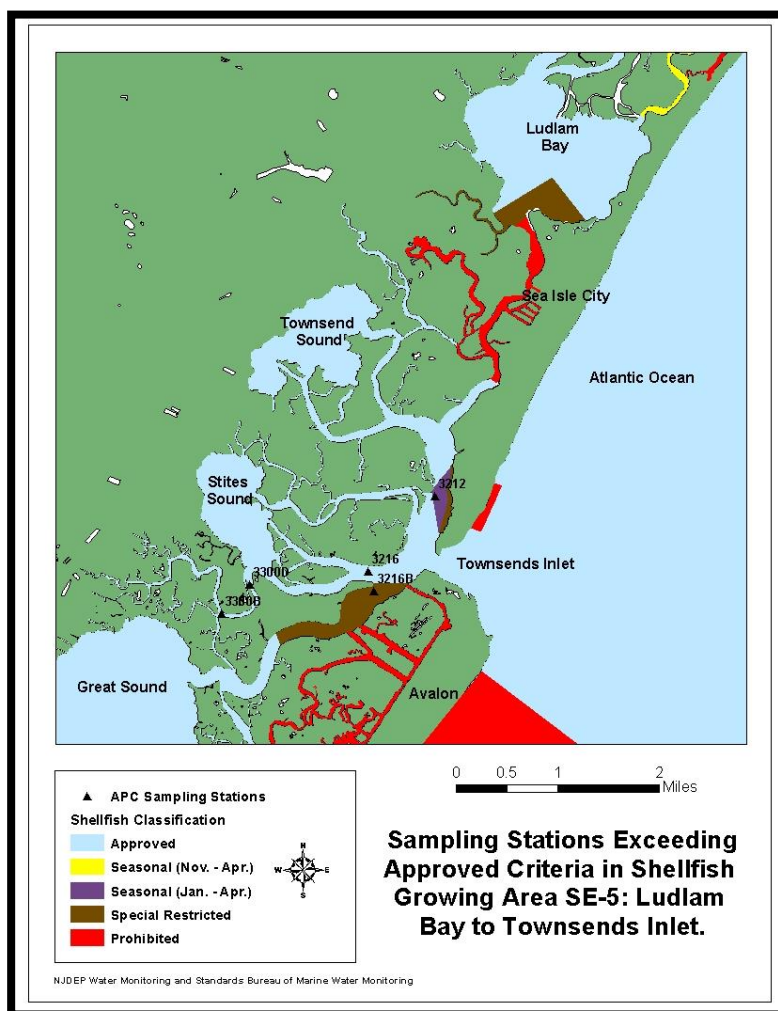 Ludlam
Bay
Sea Isle City
Townsend
Sound
Atlantic Ocean
Stites
Sound
3212
3216
Townsends Inlet
3300D
3216B
3300B
Great Sound
Avalon
0 0.5 1 2
Miles
▲ APC Sampling Stations
Shellfish Classification
Approved
Seasonal (Nov. - Apr.)
Seasonal (Jan. - Apr.)
Special Restricted
Prohibited
N
W E
S
Sampling Stations Exceeding
Approved Criteria in Shellfish
Growing Area SE-5: Ludlam
Bay to Townsends Inlet.
NJDEP Water Monitoring and Standards Bureau of Marine Water Monitoring